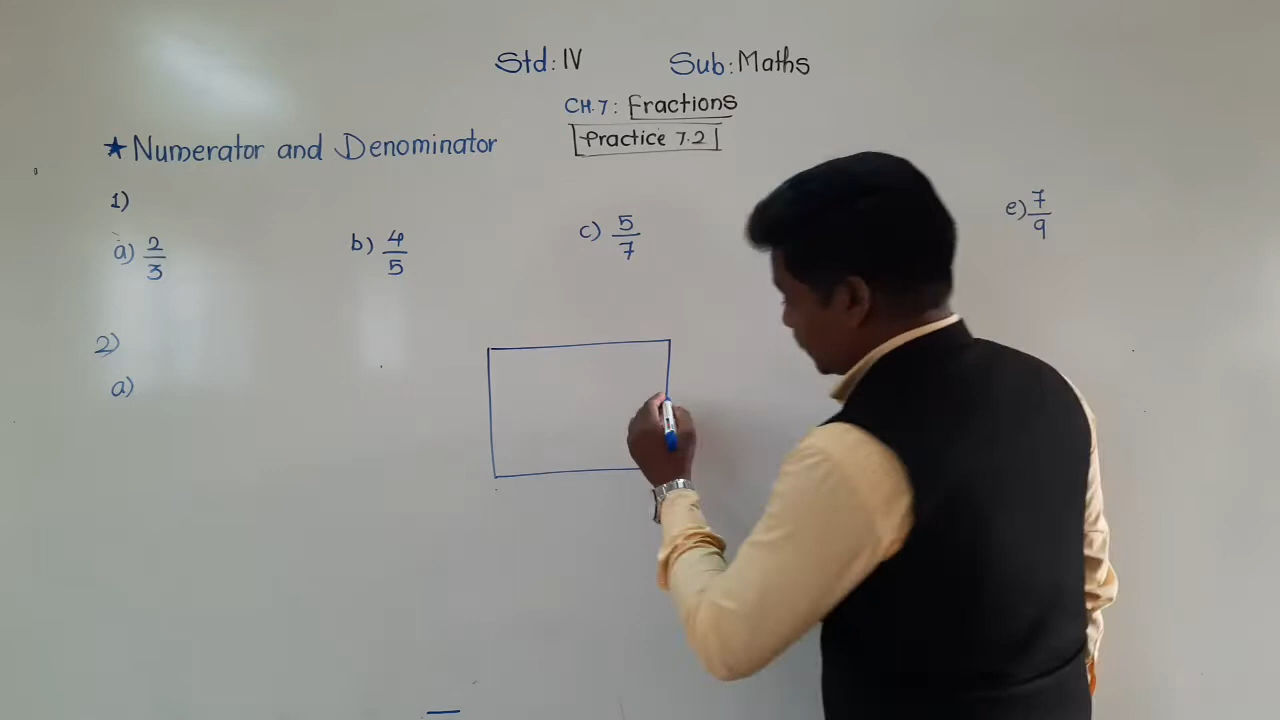 Std: IV Sub: Maths
CH.7: Fractions
Practice 7.2
★ Numerator and Denominator
1)
a) 2/3 b) 4/5 c) 5/7 e) 7/9
2)
a)